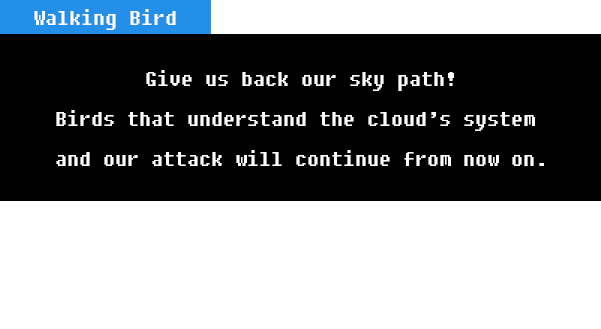 Walking Bird
Give us back our sky path!
Birds that understand the cloud's system
and our attack will continue from now on.